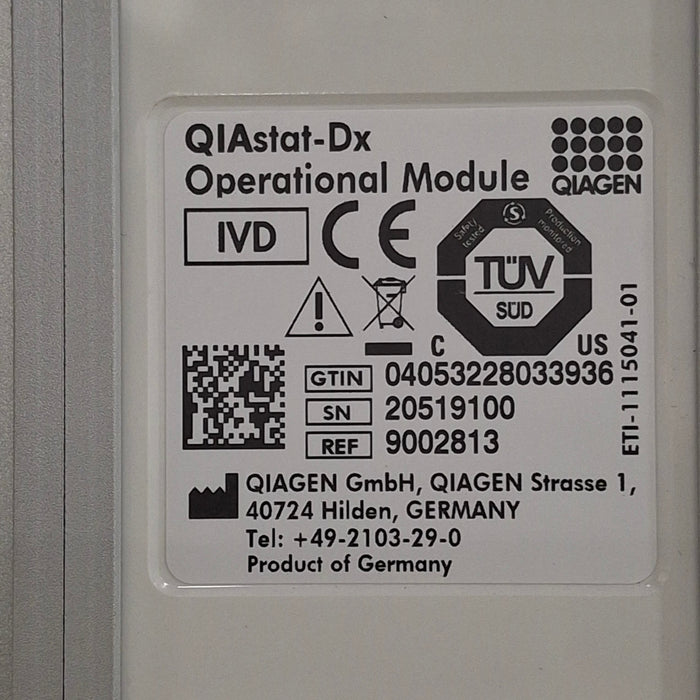 QIAstat-Dx
Operational Module
QIAGEN
IVD
CE
Safety tested
Production monitored
S
TÜV
SÜD
C US
GTIN 04053228033936
SN 20519100
REF 9002813
ETI-1115041-01
QIAGEN GmbH, QIAGEN Strasse 1,
40724 Hilden, GERMANY
Tel: +49-2103-29-0
Product of Germany